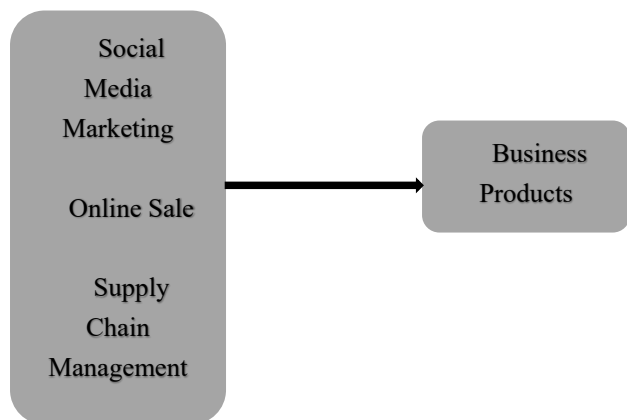 Social
Media
Marketing
Online Sale
Supply
Chain
Management
Business
Products